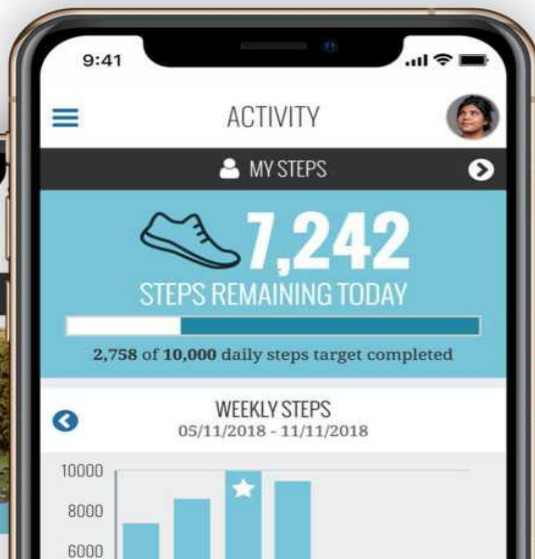 9:41
ACTIVITY
MY STEPS
7,242
STEPS REMAINING TODAY
2,758 of 10,000 daily steps target completed
WEEKLY STEPS
05/11/2018 - 11/11/2018
10000
8000
6000